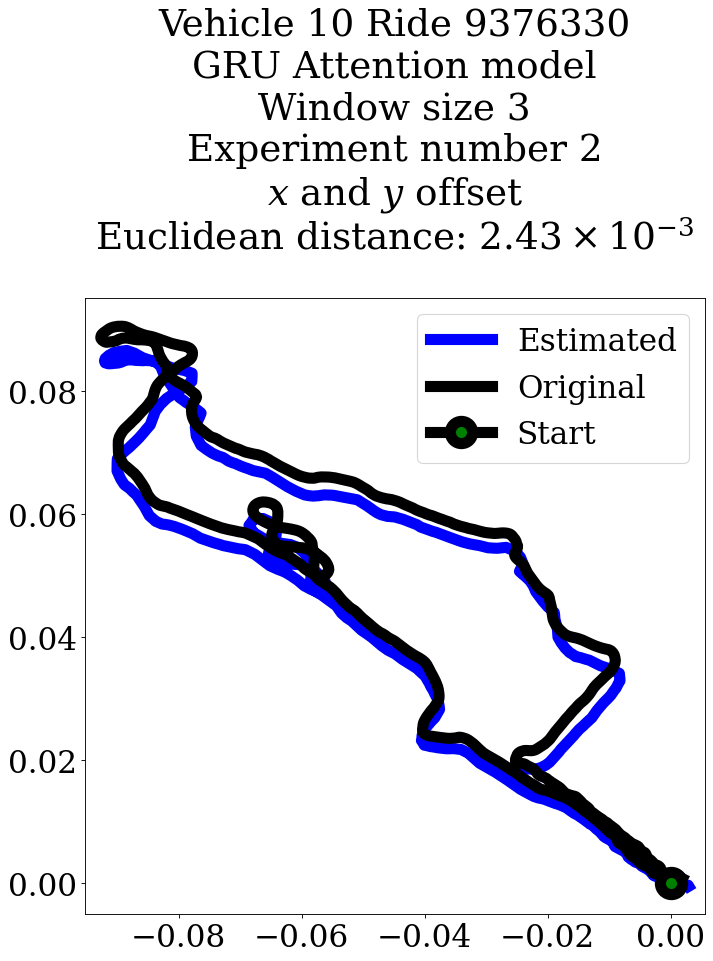 Vehicle 10 Ride 9376330
GRU Attention model
Window size 3
Experiment number 2
x and y offset
Euclidean distance: 2.43 × 10⁻³
Estimated
Original
Start
0.08
0.06
0.04
0.02
0.00
−0.08 −0.06 −0.04 −0.02 0.00